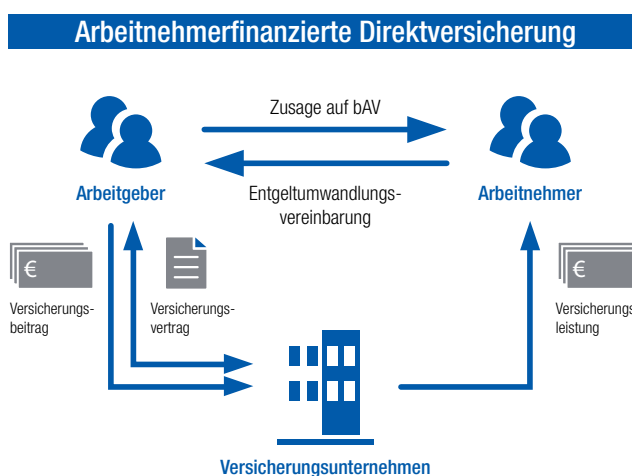 Arbeitnehmerfinanzierte Direktversicherung
Zusage auf bAV
Arbeitgeber
Entgeltumwandlungs-
vereinbarung
Arbeitnehmer
€
Versicherungs-
beitrag
Versicherungs-
vertrag
€
Versicherungs
leistung
Versicherungsunternehmen